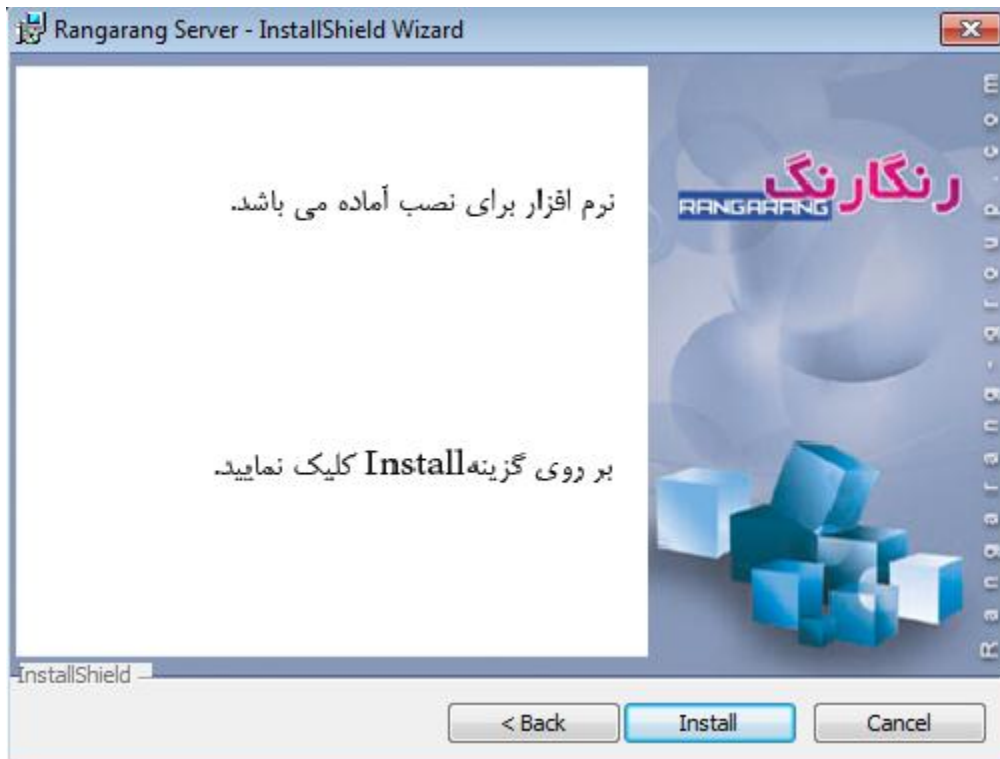 Rangarang Server - InstallShield Wizard
نرم افزار برای نصب آماده می باشد.
بر روی گزینهInstall کلیک نمایید.
رنگارنگ
RANGARANG
Rangarang-group.com
InstallShield
< Back
Install
Cancel